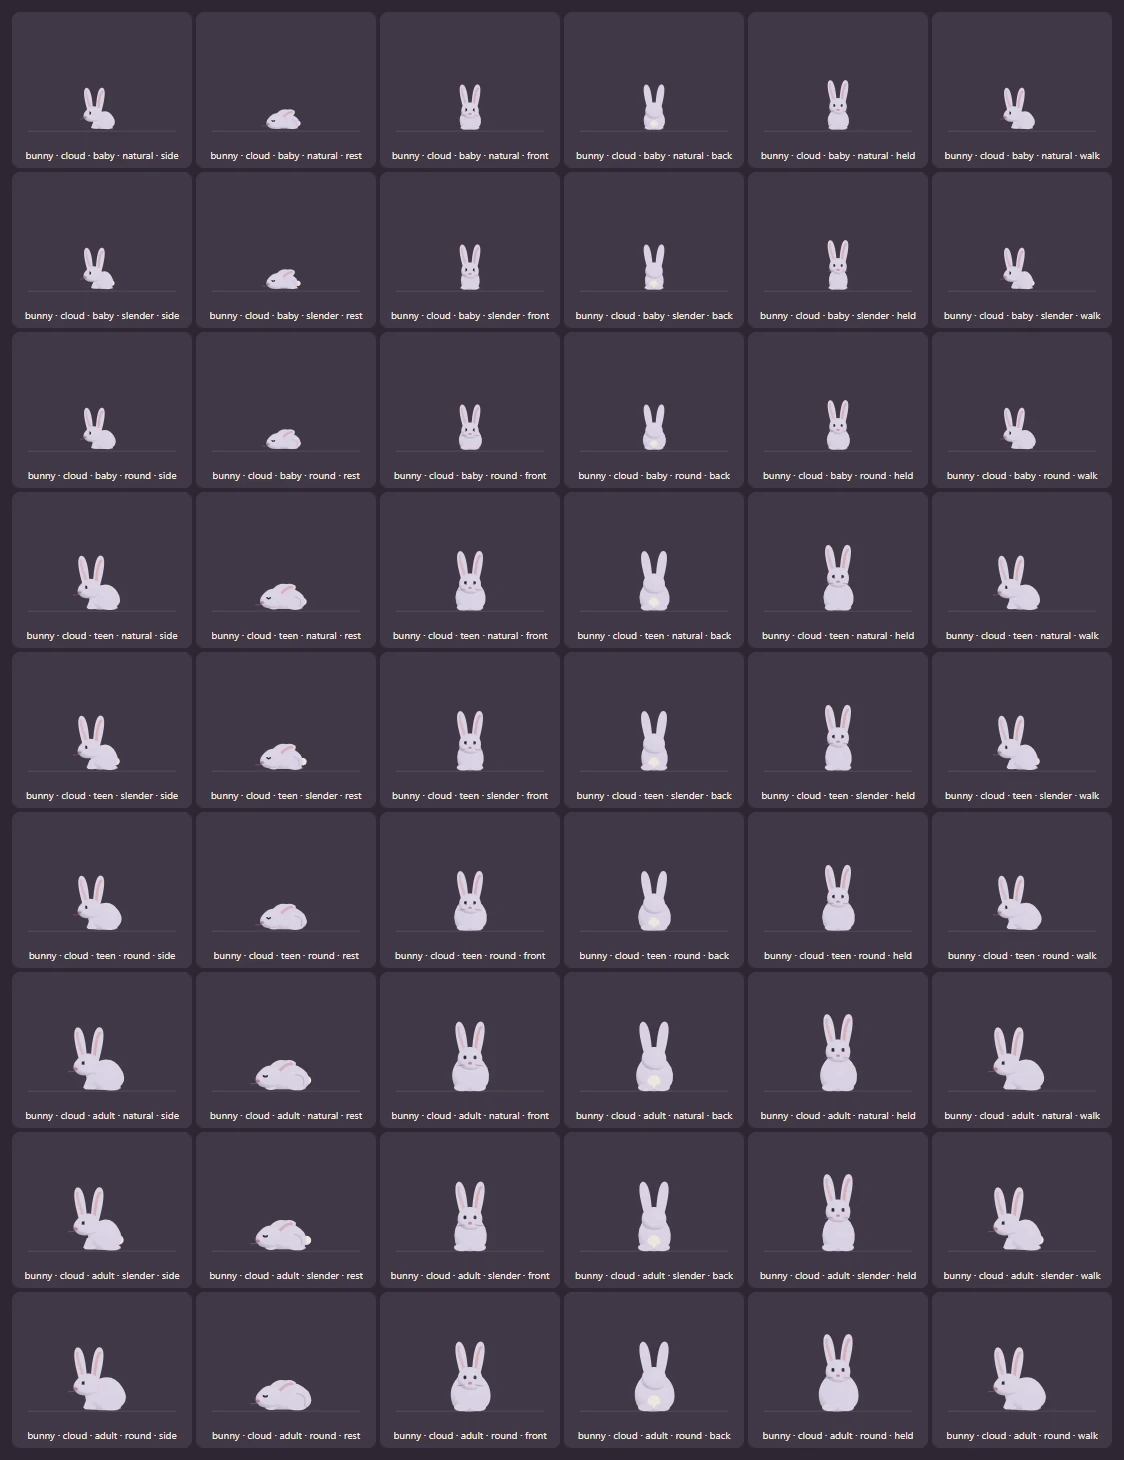 bunny · cloud · baby · natural · side
bunny · cloud · baby · natural · rest
bunny · cloud · baby · natural · front
bunny · cloud · baby · natural · back
bunny · cloud · baby · natural · held
bunny · cloud · baby · natural · walk
bunny · cloud · baby · slender · side
bunny · cloud · baby · slender · rest
bunny · cloud · baby · slender · front
bunny · cloud · baby · slender · back
bunny · cloud · baby · slender · held
bunny · cloud · baby · slender · walk
bunny · cloud · baby · round · side
bunny · cloud · baby · round · rest
bunny · cloud · baby · round · front
bunny · cloud · baby · round · back
bunny · cloud · baby · round · held
bunny · cloud · baby · round · walk
bunny · cloud · teen · natural · side
bunny · cloud · teen · natural · rest
bunny · cloud · teen · natural · front
bunny · cloud · teen · natural · back
bunny · cloud · teen · natural · held
bunny · cloud · teen · natural · walk
bunny · cloud · teen · slender · side
bunny · cloud · teen · slender · rest
bunny · cloud · teen · slender · front
bunny · cloud · teen · slender · back
bunny · cloud · teen · slender · held
bunny · cloud · teen · slender · walk
bunny · cloud · teen · round · side
bunny · cloud · teen · round · rest
bunny · cloud · teen · round · front
bunny · cloud · teen · round · back
bunny · cloud · teen · round · held
bunny · cloud · teen · round · walk
bunny · cloud · adult · natural · side
bunny · cloud · adult · natural · rest
bunny · cloud · adult · natural · front
bunny · cloud · adult · natural · back
bunny · cloud · adult · natural · held
bunny · cloud · adult · natural · walk
bunny · cloud · adult · slender · side
bunny · cloud · adult · slender · rest
bunny · cloud · adult · slender · front
bunny · cloud · adult · slender · back
bunny · cloud · adult · slender · held
bunny · cloud · adult · slender · walk
bunny · cloud · adult · round · side
bunny · cloud · adult · round · rest
bunny · cloud · adult · round · front
bunny · cloud · adult · round · back
bunny · cloud · adult · round · held
bunny · cloud · adult · round · walk